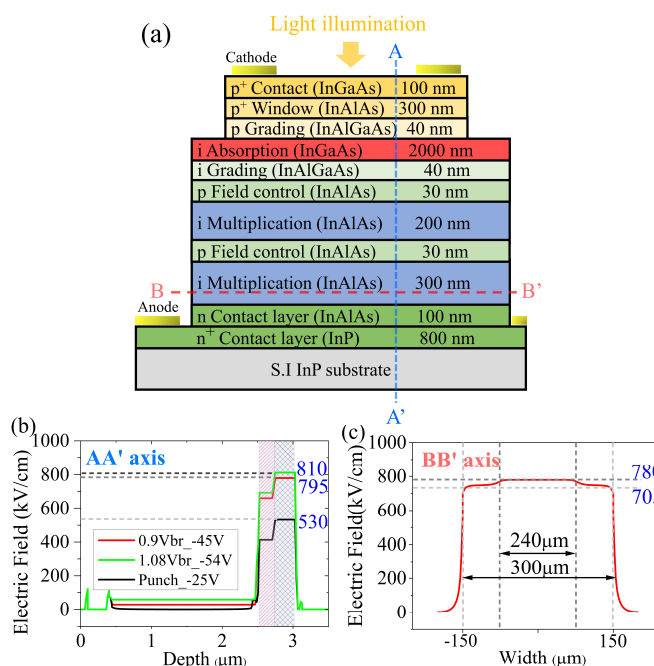 Light illumination
(a)
A
Cathode
p+ Contact (InGaAs) 100 nm
p+ Window (InAlAs) 300 nm
p Grading (InAlGaAs) 40 nm
i Absorption (InGaAs) 2000 nm
i Grading (InAlGaAs) 40 nm
p Field control (InAlAs) 30 nm
i Multiplication (InAlAs) 200 nm
p Field control (InAlAs) 30 nm
i Multiplication (InAlAs) 300 nm
B B'
Anode
n Contact layer (InAlAs) 100 nm
n+ Contact layer (InP) 800 nm
S.I InP substrate
A'
(b)
Electric Field (kV/cm)
1000
800
600
400
200
0
AA' axis
810
795
530
0.9Vbr_-45V
1.08Vbr_-54V
Punch_-25V
0 1 2 3
Depth (μm)
(c)
Electric Field(kV/cm)
1000
800
600
400
200
0
BB' axis
780
240μm
300μm
-150 150
Width (μm)